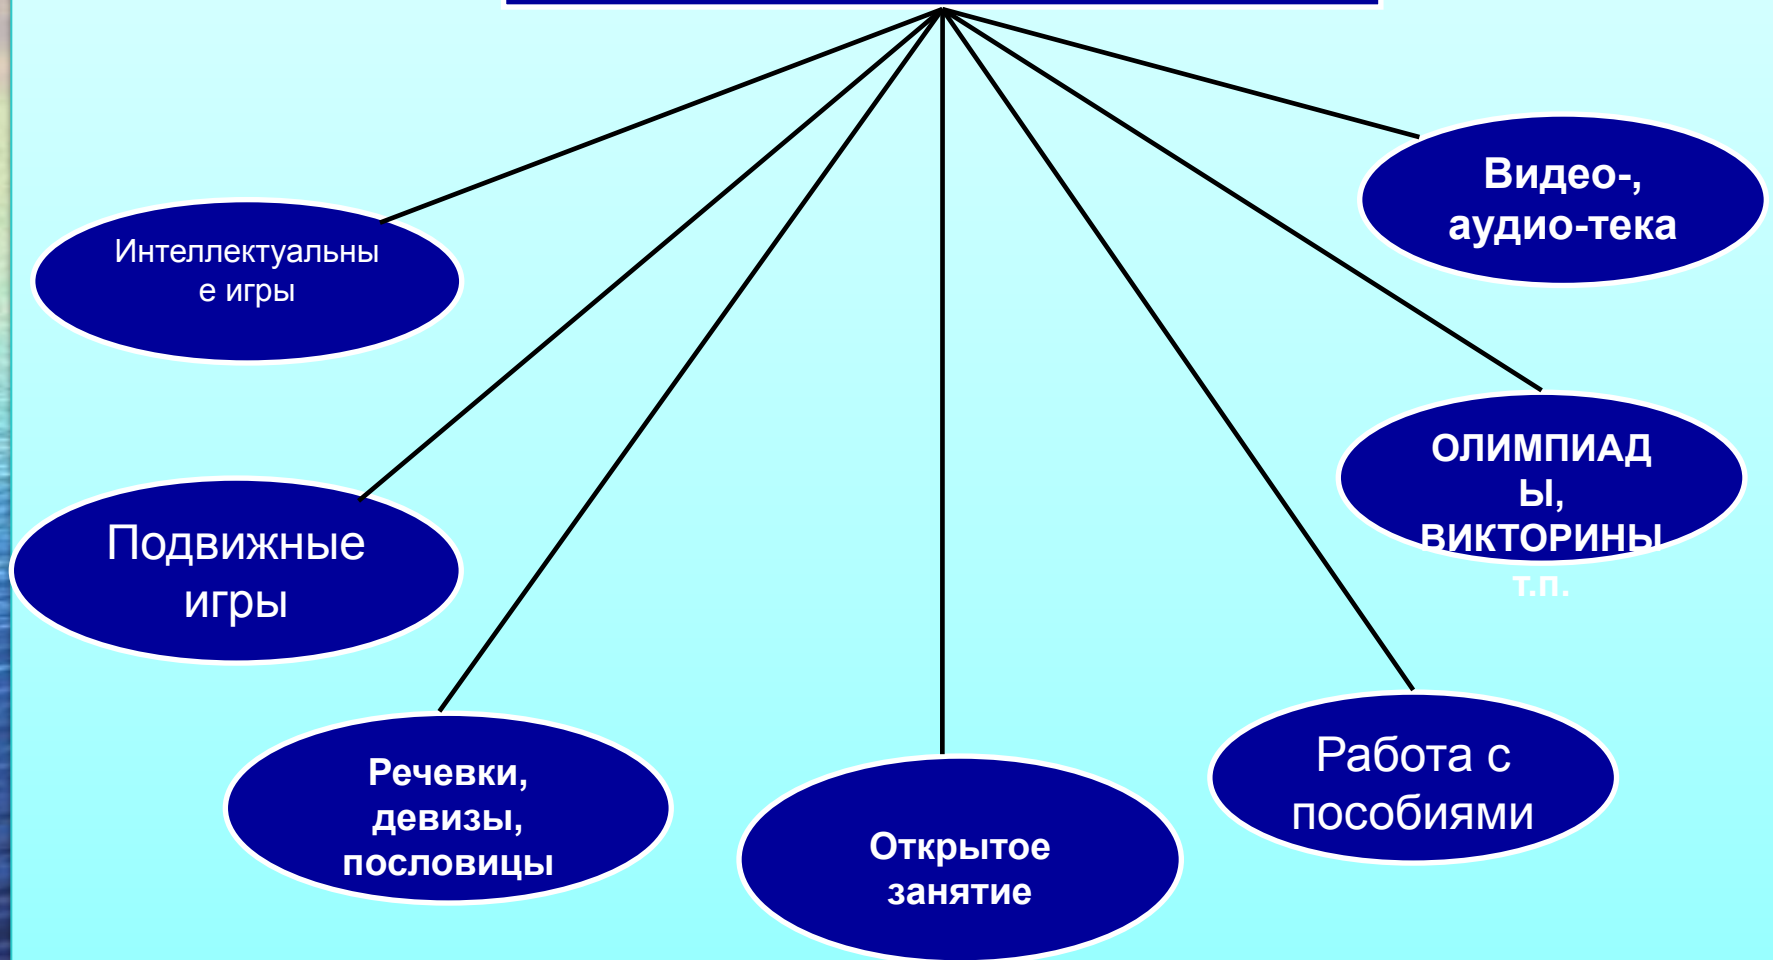 Видео-,
аудио-тека
Интеллектуальны
е игры
ОЛИМПИАД
Ы,
ВИКТОРИНЫ
т.п.
Подвижные
игры
Работа с
пособиями
Речевки,
девизы,
пословицы
Открытое
занятие